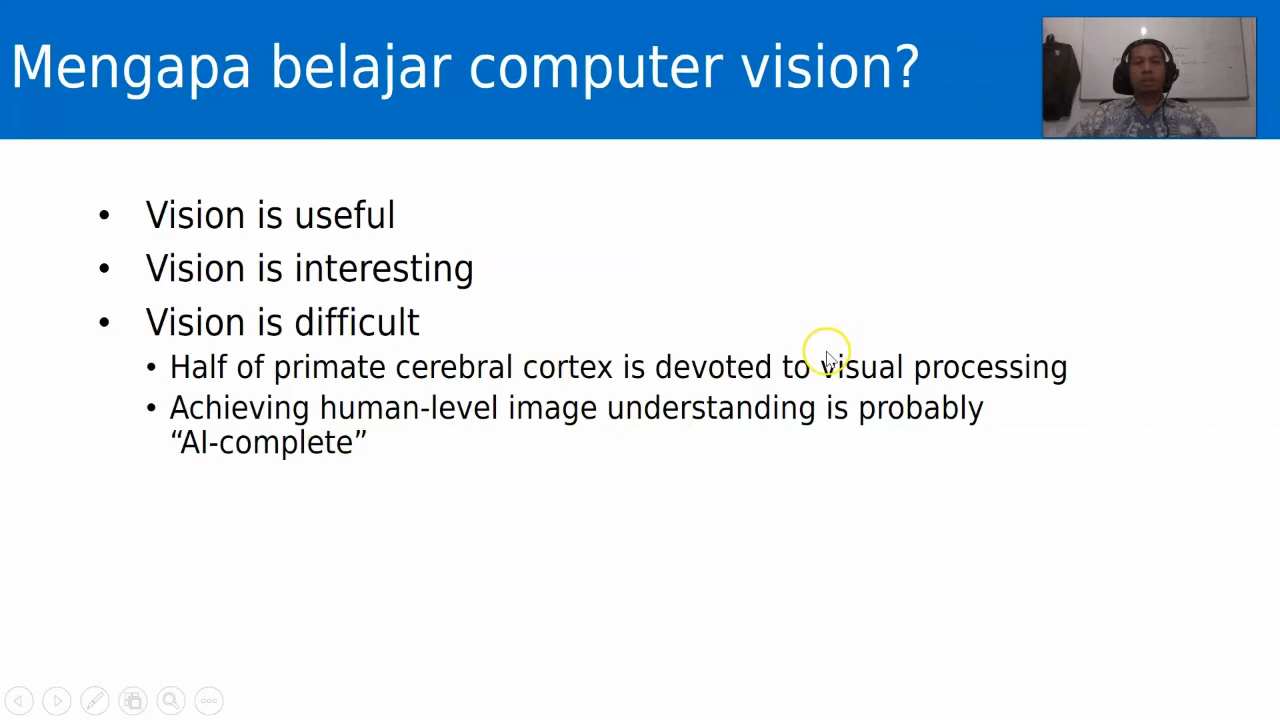 Mengapa belajar computer vision?
• Vision is useful
• Vision is interesting
• Vision is difficult
• Half of primate cerebral cortex is devoted to visual processing
• Achieving human-level image understanding is probably
“AI-complete”